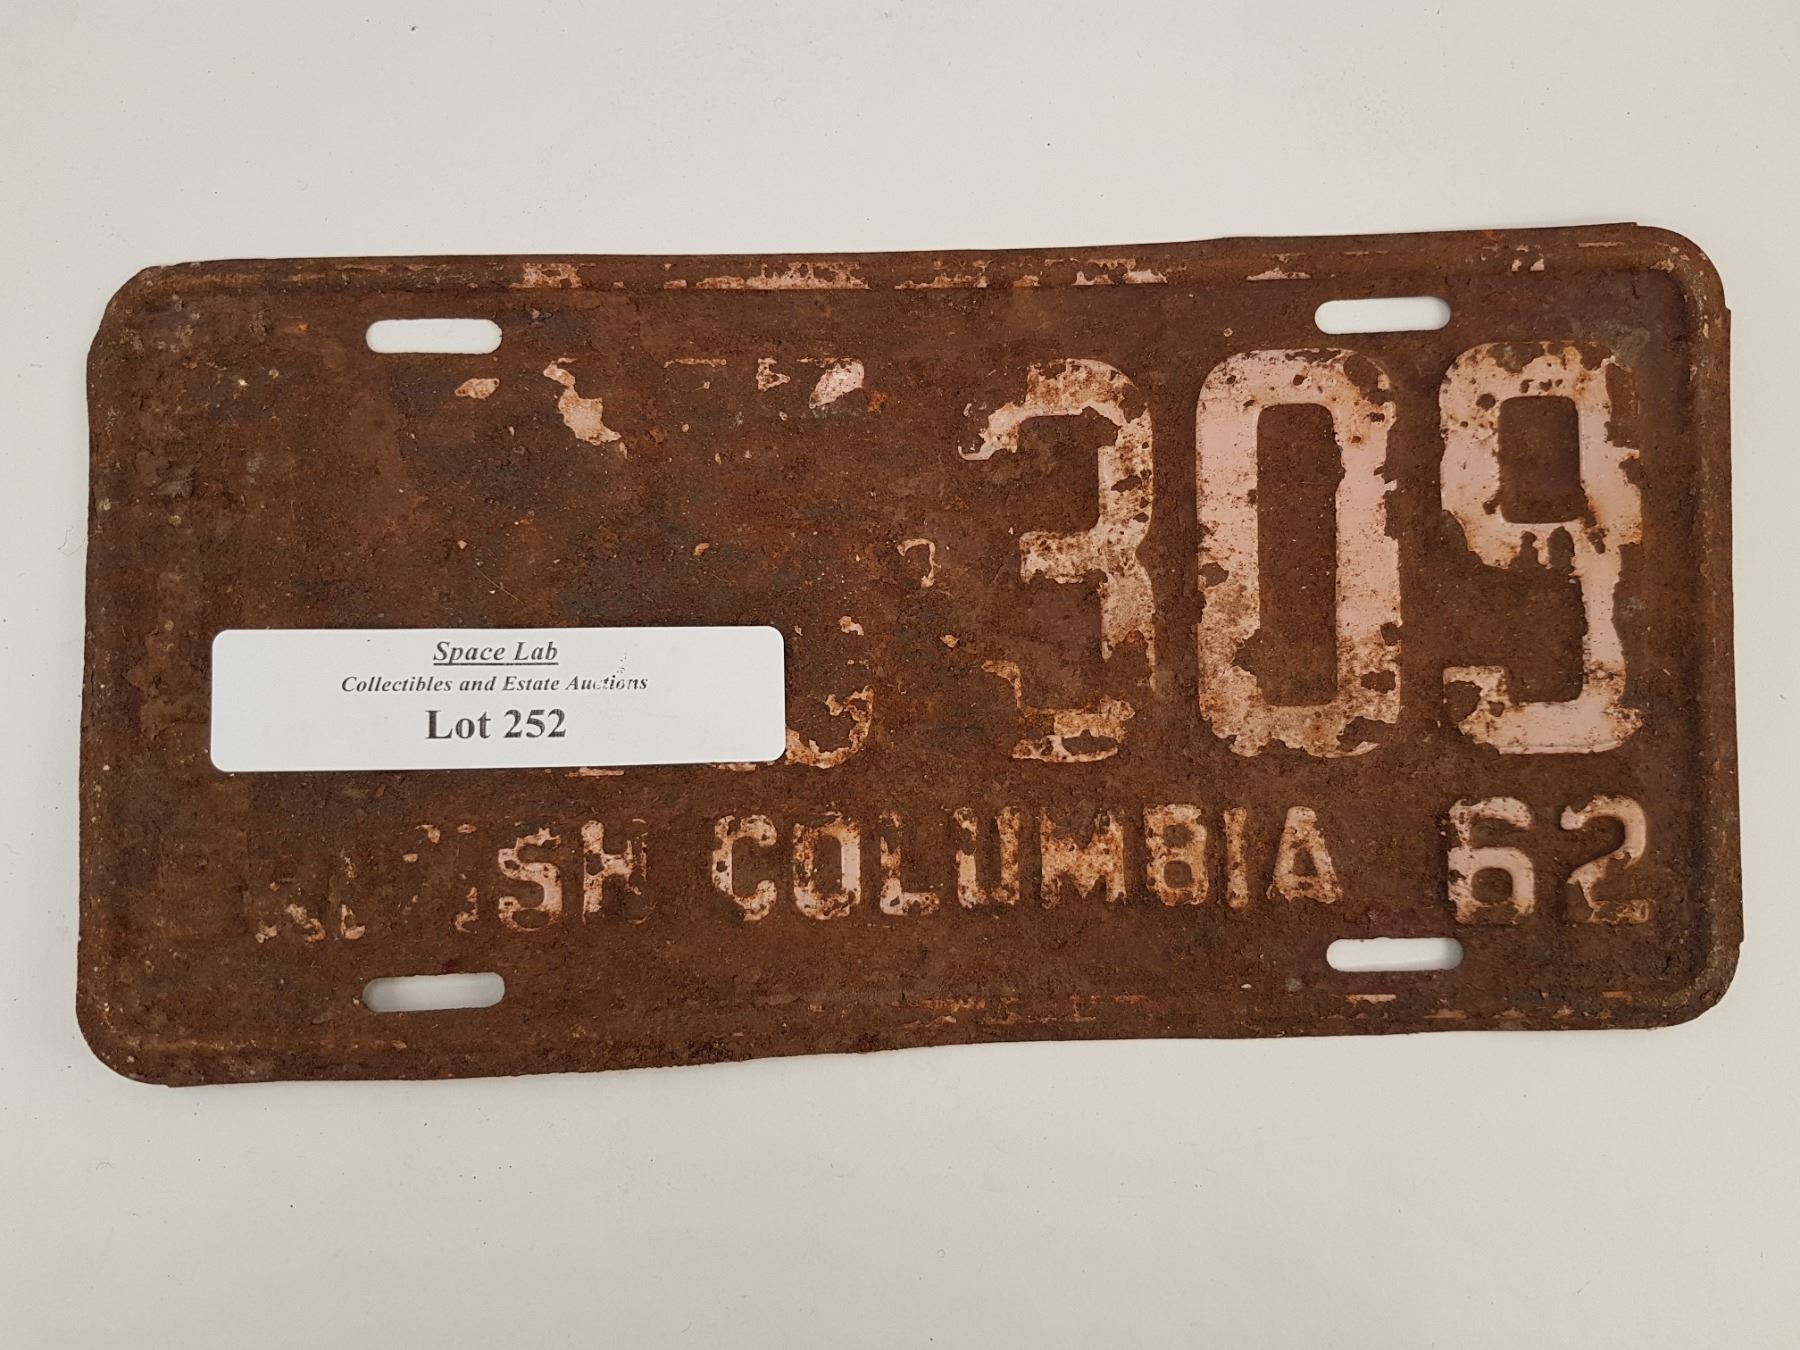 309
Space Lab
Collectibles and Estate Auctions
Lot 252
COLUMBIA 62